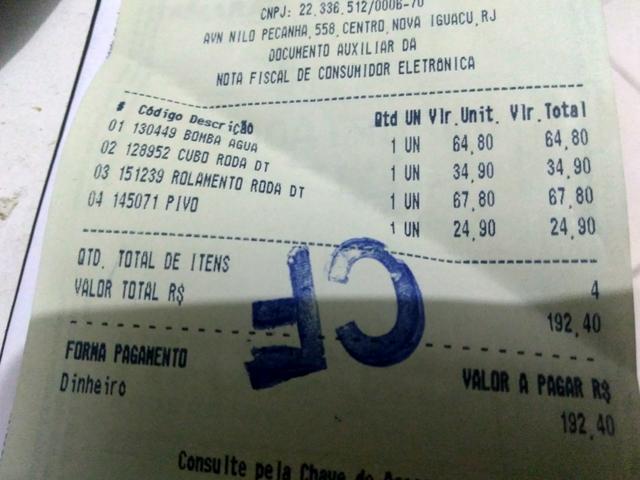 CNPJ: 22.336.512/0006-70
AVN NILO PECANHA, 558, CENTRO, NOVA IGUACU, RJ
DOCUMENTO AUXILIAR DA
NOTA FISCAL DE CONSUMIDOR ELETRÔNICA
# Código Descrição Qtd UN Vlr.Unit. Vlr.Total
01 130449 BOMBA AGUA 1 UN 64,80 64,80
02 128952 CUBO RODA DT 1 UN 34,90 34,90
03 151239 ROLAMENTO RODA DT 1 UN 67,80 67,80
04 145071 PIVO 1 UN 24,90 24,90
QTD. TOTAL DE ITENS 4
VALOR TOTAL R$ 192,40
CF
FORMA PAGAMENTO VALOR A PAGAR R$
Dinheiro 192,40
Consulte pela Chave de